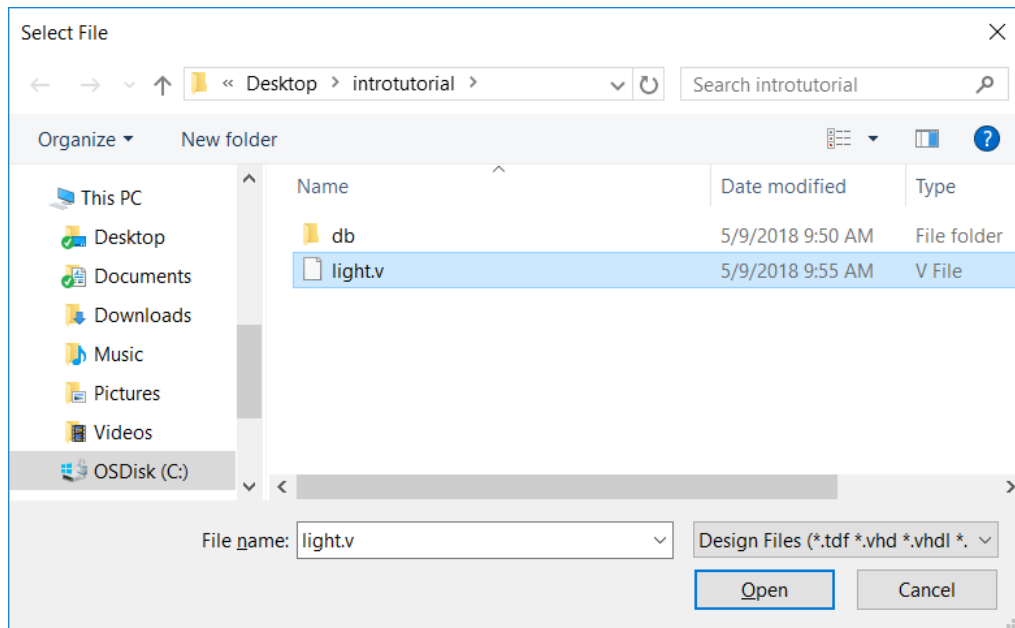 Select File
« Desktop > introtutorial >
Search introtutorial
Organize
New folder
?
Name
Date modified
Type
This PC
Desktop
Documents
Downloads
Music
Pictures
Videos
OSDisk (C:)
db 5/9/2018 9:50 AM File folder
light.v 5/9/2018 9:55 AM V File
File name: light.v
Design Files (*.tdf *.vhd *.vhdl *.
Open
Cancel